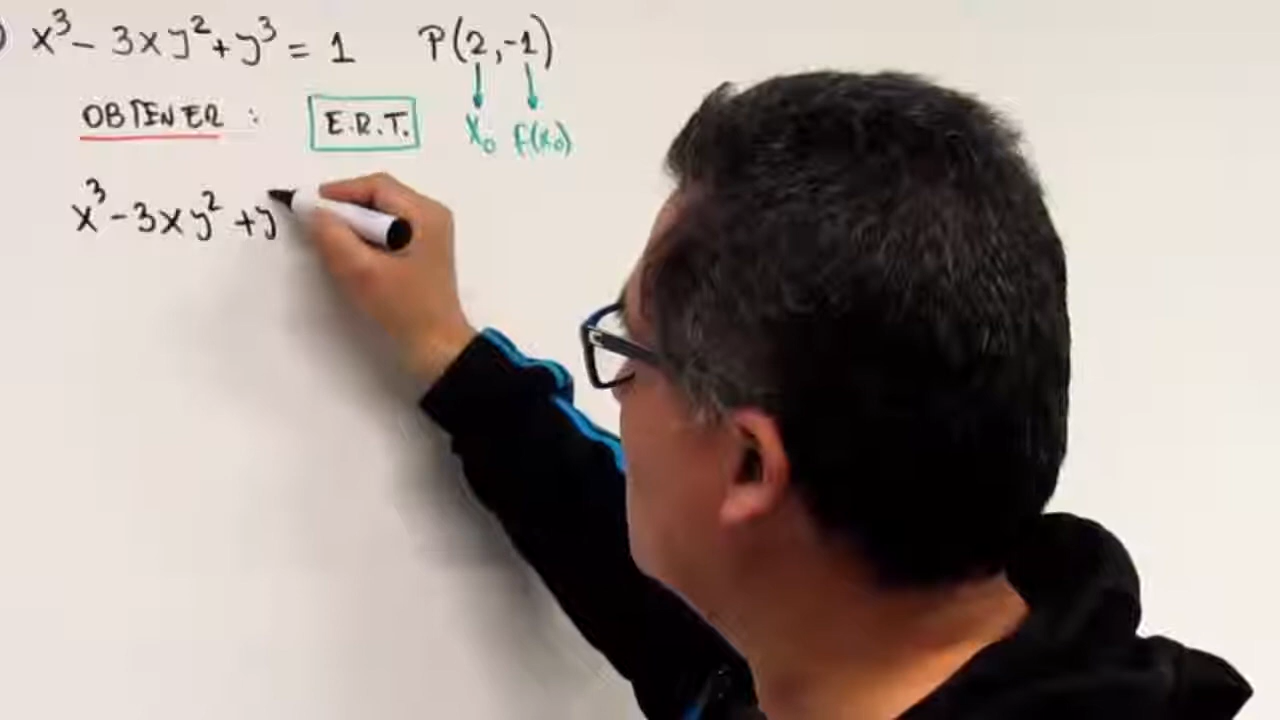 ) x³ - 3xy² + y³ = 1 P(2,-1)
OBTENER : E.R.T. x₀ f(x₀)
x³ - 3xy² + y